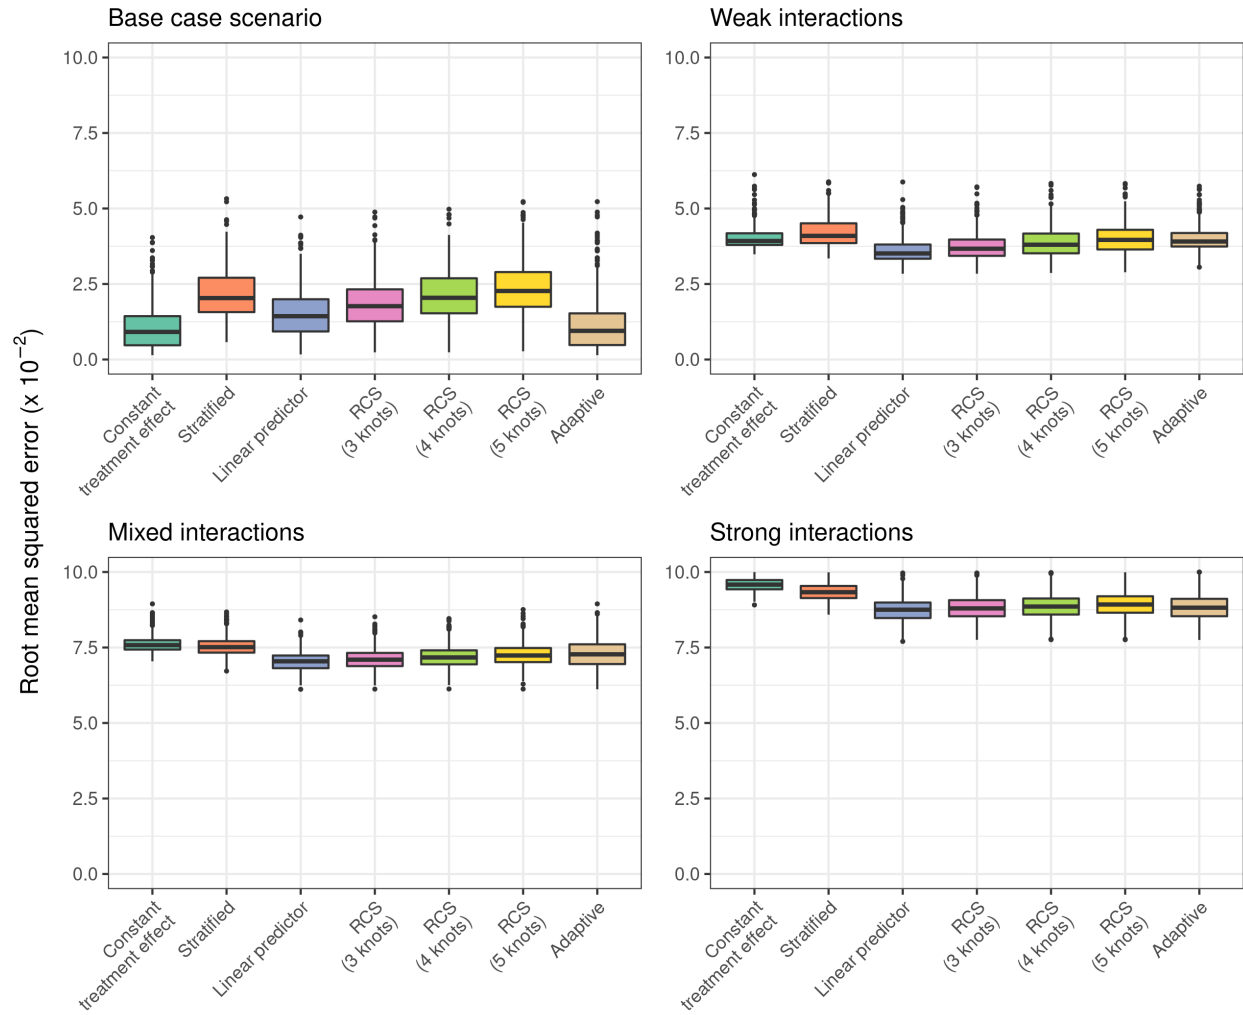 Base case scenario
Weak interactions
10.0
7.5
5.0
2.5
0.0
Constant
treatment effect
Stratified
Linear predictor
RCS
(3 knots)
RCS
(4 knots)
RCS
(5 knots)
Adaptive
10.0
7.5
5.0
2.5
0.0
Constant
treatment effect
Stratified
Linear predictor
RCS
(3 knots)
RCS
(4 knots)
RCS
(5 knots)
Adaptive
Root mean squared error (x 10⁻²)
Mixed interactions
Strong interactions
10.0
7.5
5.0
2.5
0.0
Constant
treatment effect
Stratified
Linear predictor
RCS
(3 knots)
RCS
(4 knots)
RCS
(5 knots)
Adaptive
10.0
7.5
5.0
2.5
0.0
Constant
treatment effect
Stratified
Linear predictor
RCS
(3 knots)
RCS
(4 knots)
RCS
(5 knots)
Adaptive